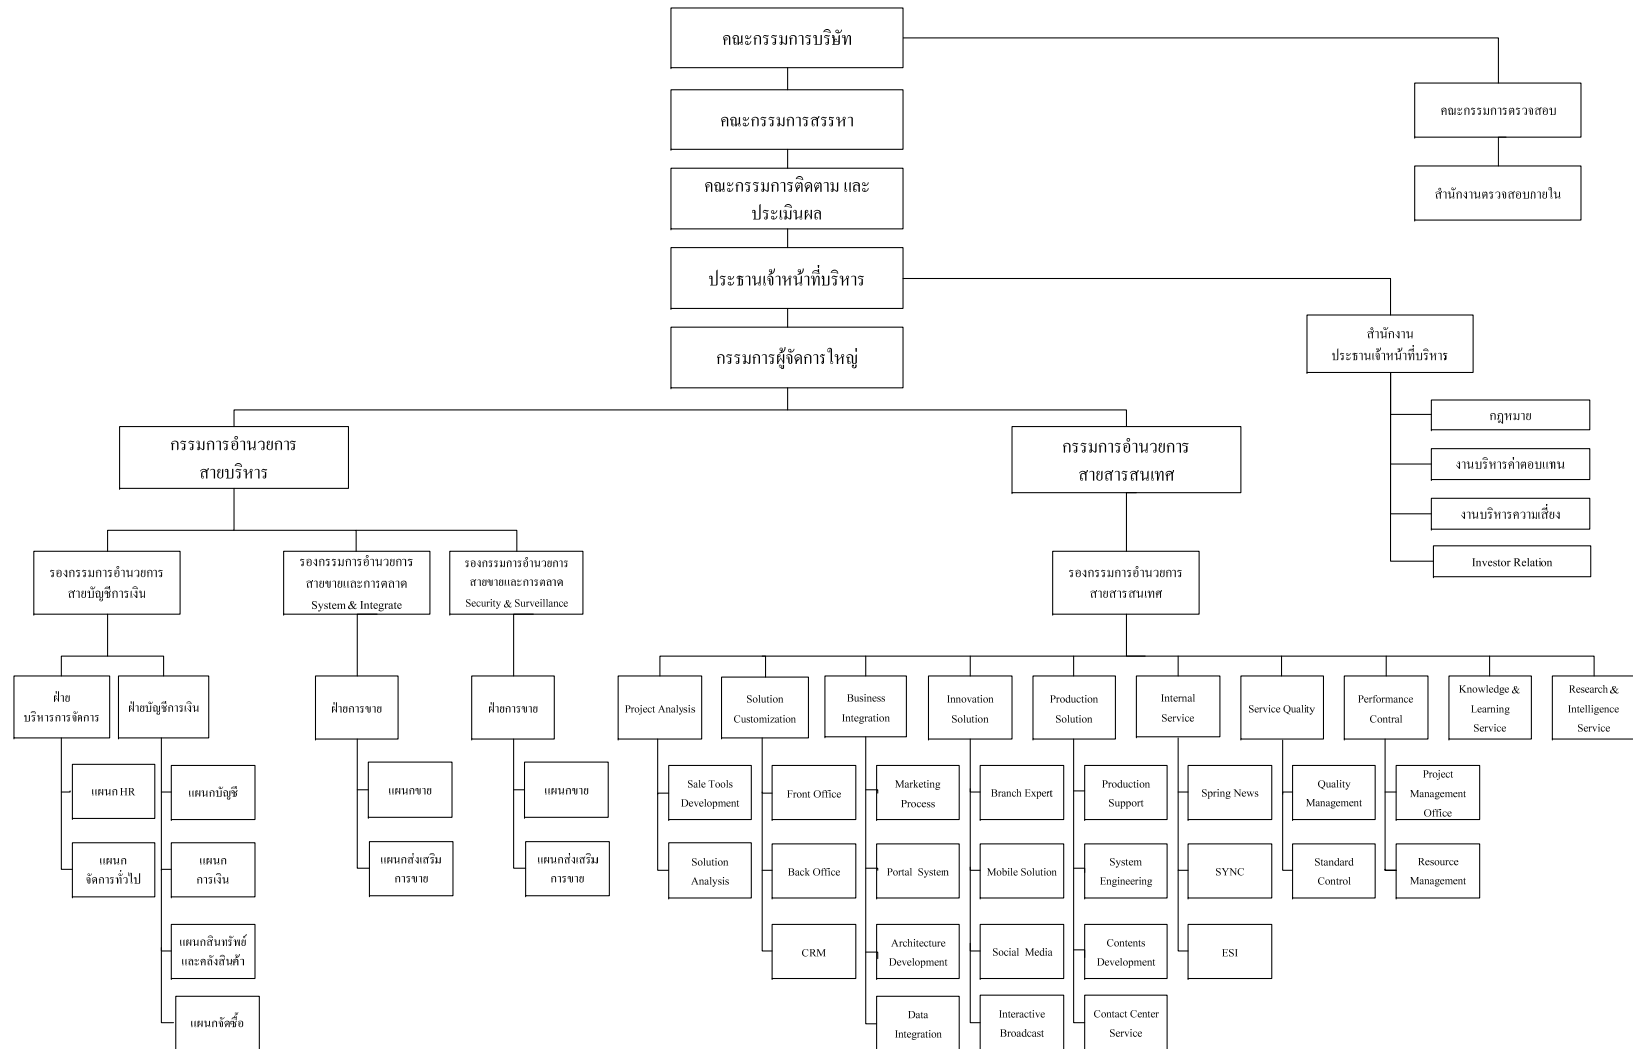 คณะกรรมการบริษัท
คณะกรรมการตรวจสอบ
คณะกรรมการสรรหา
คณะกรรมการติดตาม และ
ประเมินผล
สำนักงานตรวจสอบภายใน
ประธานเจ้าหน้าที่บริหาร
กรรมการผู้จัดการใหญ่
สำนักงาน
ประธานเจ้าหน้าที่บริหาร
กฎหมาย
งานบริหารค่าตอบแทน
งานบริหารความเสี่ยง
Investor Relation
กรรมการอำนวยการ
สายบริหาร
กรรมการอำนวยการ
สายสารสนเทศ
รองกรรมการอำนวยการ
สายบัญชีการเงิน
รองกรรมการอำนวยการ
สายขายและการตลาด
System & Integrate
รองกรรมการอำนวยการ
สายขายและการตลาด
Security & Surveillance
รองกรรมการอำนวยการ
สายสารสนเทศ
ฝ่าย
บริหารการจัดการ
ฝ่ายบัญชีการเงิน
ฝ่ายการขาย
ฝ่ายการขาย
Project Analysis
Solution
Customization
Business
Integration
Innovation
Solution
Production
Solution
Internal
Service
Service Quality
Performance
Contral
Knowledge &
Learning
Service
Research &
Intelligence
Service
แผนก HR
แผนกบัญชี
แผนกขาย
แผนกขาย
Sale Tools
Development
Front Office
Marketing
Process
Branch Expert
Production
Support
Spring News
Quality
Management
Project
Management
Office
แผนก
จัดการทั่วไป
แผนก
การเงิน
แผนกส่งเสริม
การขาย
แผนกส่งเสริม
การขาย
Solution
Analysis
Back Office
Portal System
Mobile Solution
System
Engineering
SYNC
Standard
Control
Resource
Management
แผนกสินทรัพย์
และคลังสินค้า
CRM
Architecture
Development
Social Media
Contents
Development
ESI
แผนกจัดซื้อ
Data
Integration
Interactive
Broadcast
Contact Center
Service